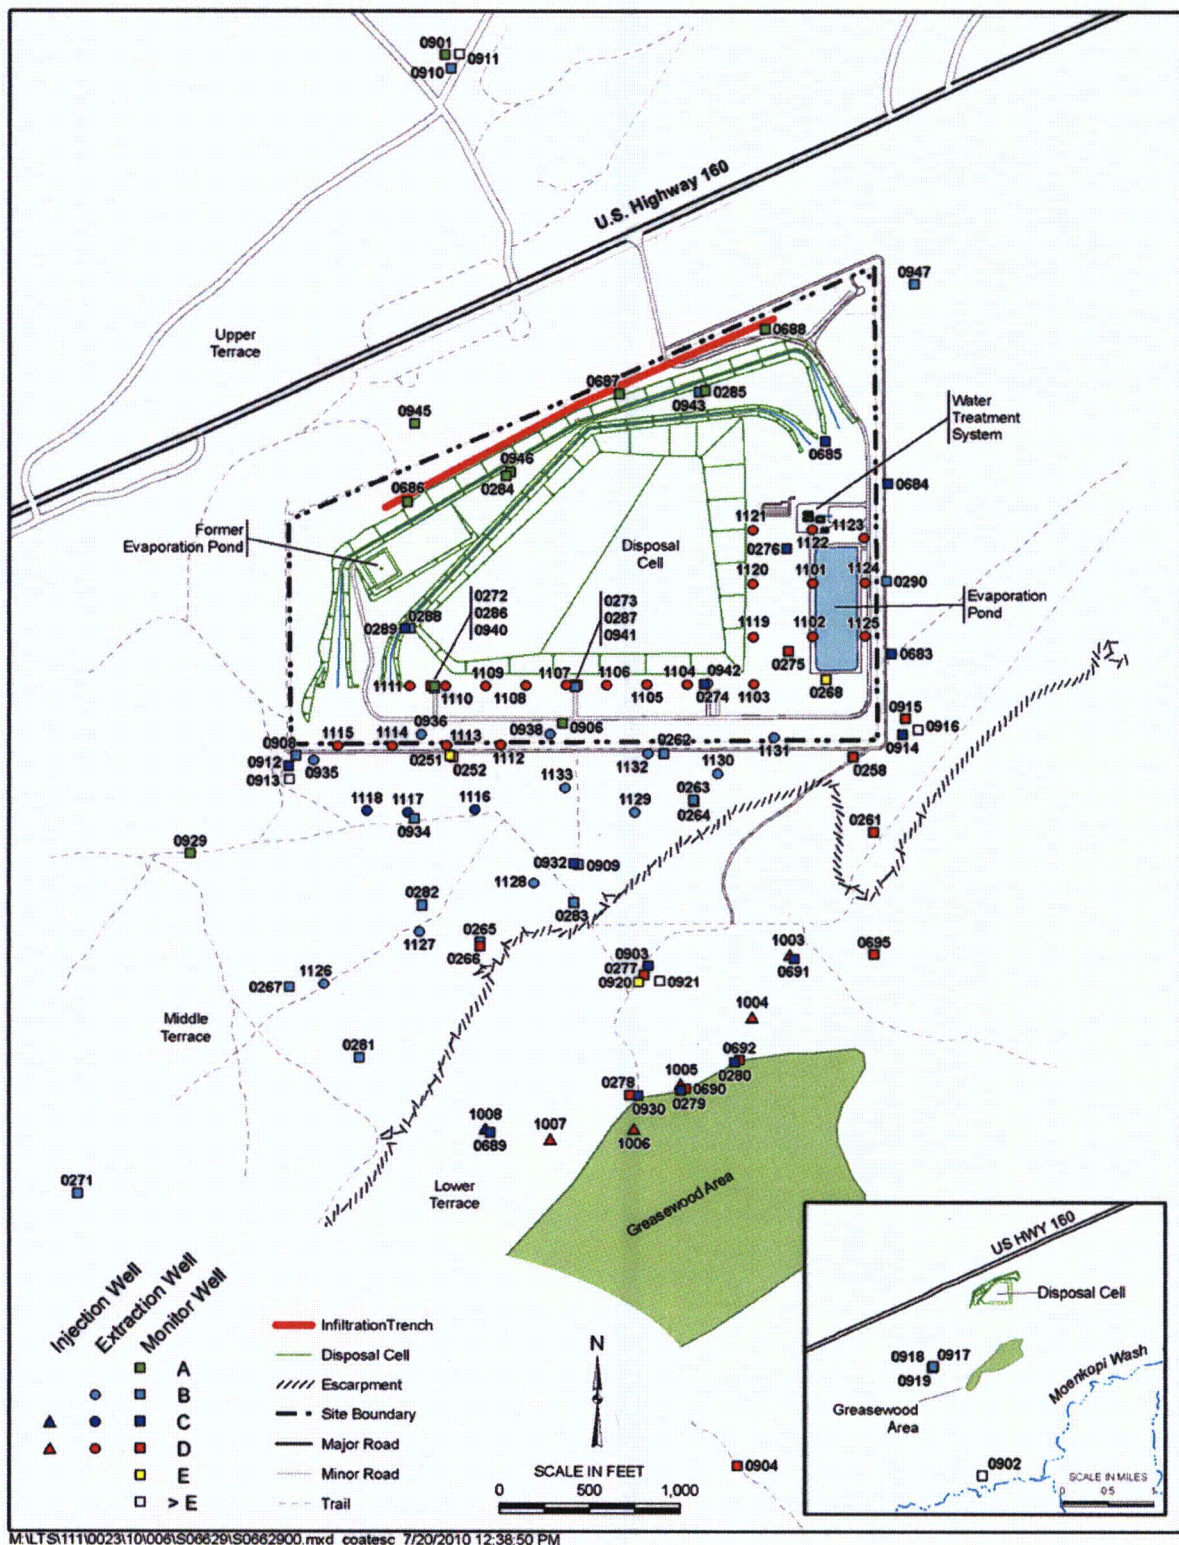 0901
0911
0910
U.S. Highway 160
0947
Upper
Terrace
0688
0687
0285
0943
0945
Water
Treatment
System
0685
0946
0284
0684
0686
Former
Evaporation Pond
Disposal
Cell
1121
1122
1123
0276
1120
1101
1124
0290
0272
0286
0940
0273
0287
0941
Evaporation
Pond
0288
0289
1119
1102
1125
0275
0683
0268
1111
1110
1109
1108
1107
1106
1105
1104
0942
0274
1103
0915
0916
0914
0936
0938
0906
0908
1115
1114
1113
1112
0262
1131
0912
0935
0251
0252
1132
1130
0258
0913
1133
0263
0264
1118
1117
1116
1129
0934
0261
0929
0932
0909
1128
0282
0283
1127
0265
0266
0903
0277
0920
0921
1003
0691
0695
0267
1126
1004
Middle
Terrace
0281
0692
0280
1005
0690
0279
0278
0930
1008
0689
1007
1006
0271
Lower
Terrace
Greasewood Area
US HWY 160
Disposal Cell
0918
0917
0919
Moenkopi Wash
Greasewood
Area
0902
SCALE IN MILES
0 0.5 1
Injection Well
Extraction Well
Monitor Well
A
B
C
D
E
> E
InfiltrationTrench
Disposal Cell
Escarpment
Site Boundary
Major Road
Minor Road
Trail
N
0904
SCALE IN FEET
0 500 1,000
M:\LTS\111\0023\10\006\S06629\S0662900.mxd coatesc 7/20/2010 12:38:50 PM